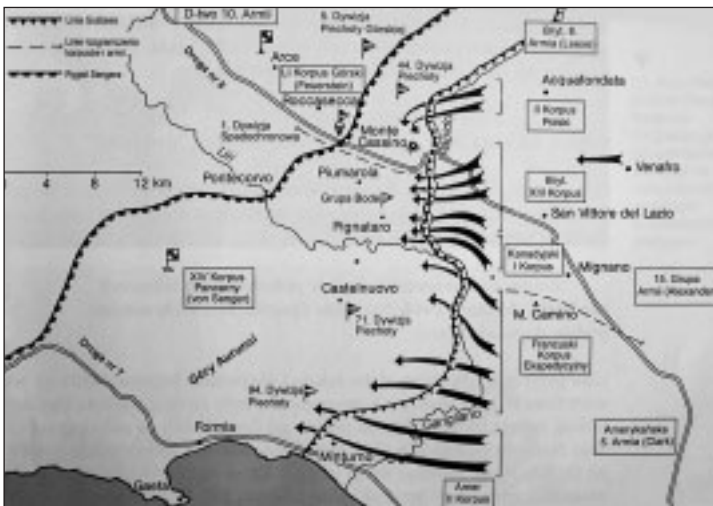 Linia Gustawa
Linie rozgraniczenia
korpusów i armii
Rygiel Sengera
D-two 10. Armii
5. Dywizja
Piechoty Górskiej
Bryt. 8.
Armia (Leese)
Droga nr 6
Arce
LI Korpus Górski
(Feuerstein)
44. Dywizja
Piechoty
Acquafondata
Roccasecca
II Korpus
Polski
1. Dywizja
Spadochronowa
Monte
Cassino
Liri
Pontecorvo
Piumarola
Venafro
0 4 8 12 km
Grupa Bode
Bryt.
XIII Korpus
Pignataro
San Vittore del Lazio
XIV Korpus
Pancerny
(von Senger)
Kanadyjski
I Korpus
Mignano
15. Grupa
Armii (Alexander)
Castelnuovo
71. Dywizja
Piechoty
M. Camino
Francuski
Korpus
Ekspedycyjny
Droga nr 7
Góry Aurunci
94. Dywizja
Piechoty
Garigliano
Formia
Amerykańska
5. Armia (Clark)
Minturno
Gaeta
Amer.
II Korpus